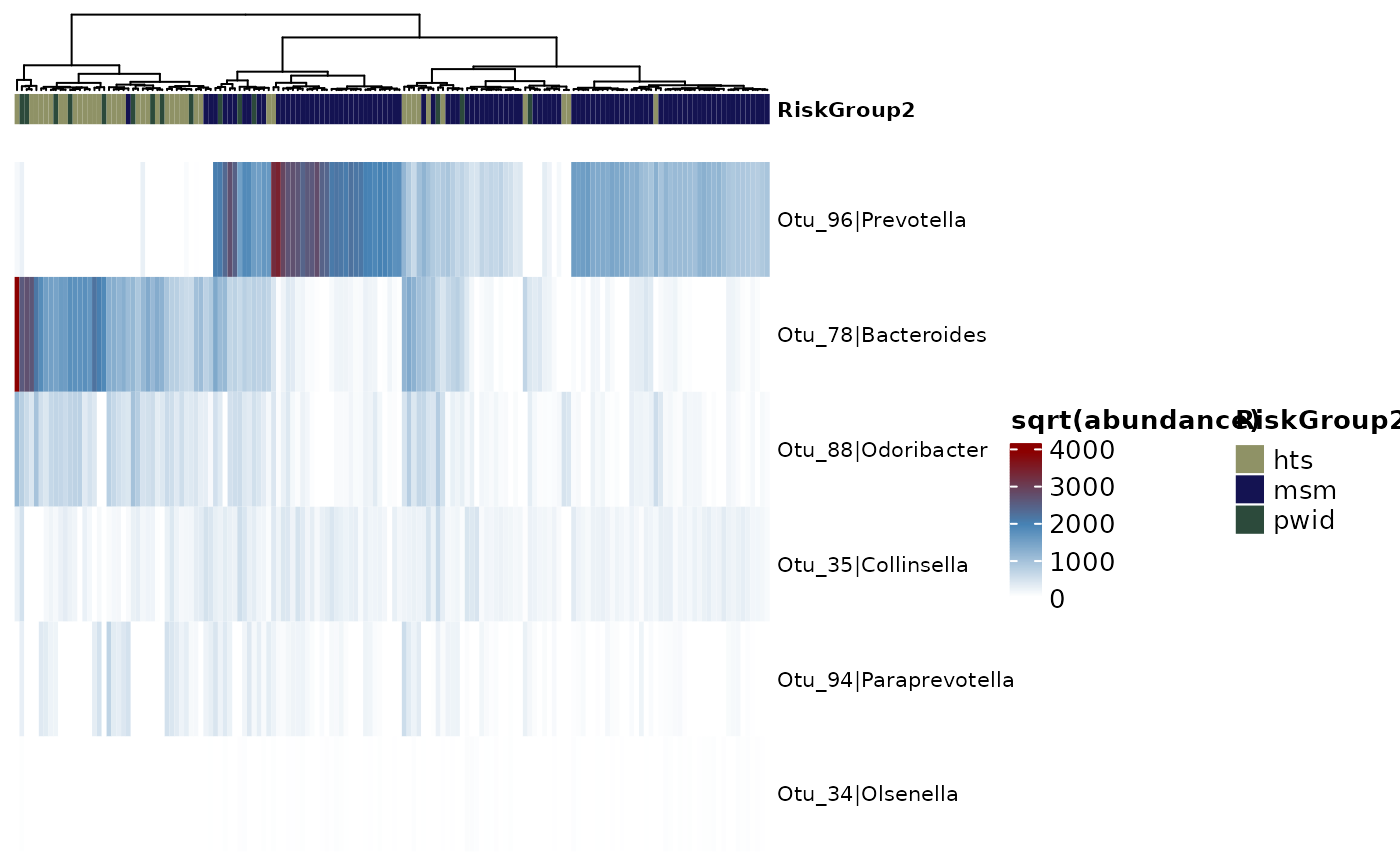 RiskGroup2
Otu_96|Prevotella
Otu_78|Bacteroides
Otu_88|Odoribacter
Otu_35|Collinsella
Otu_94|Paraprevotella
Otu_34|Olsenella
sqrt(abundance)
4000
3000
2000
1000
0
RiskGroup2
hts
msm
pwid